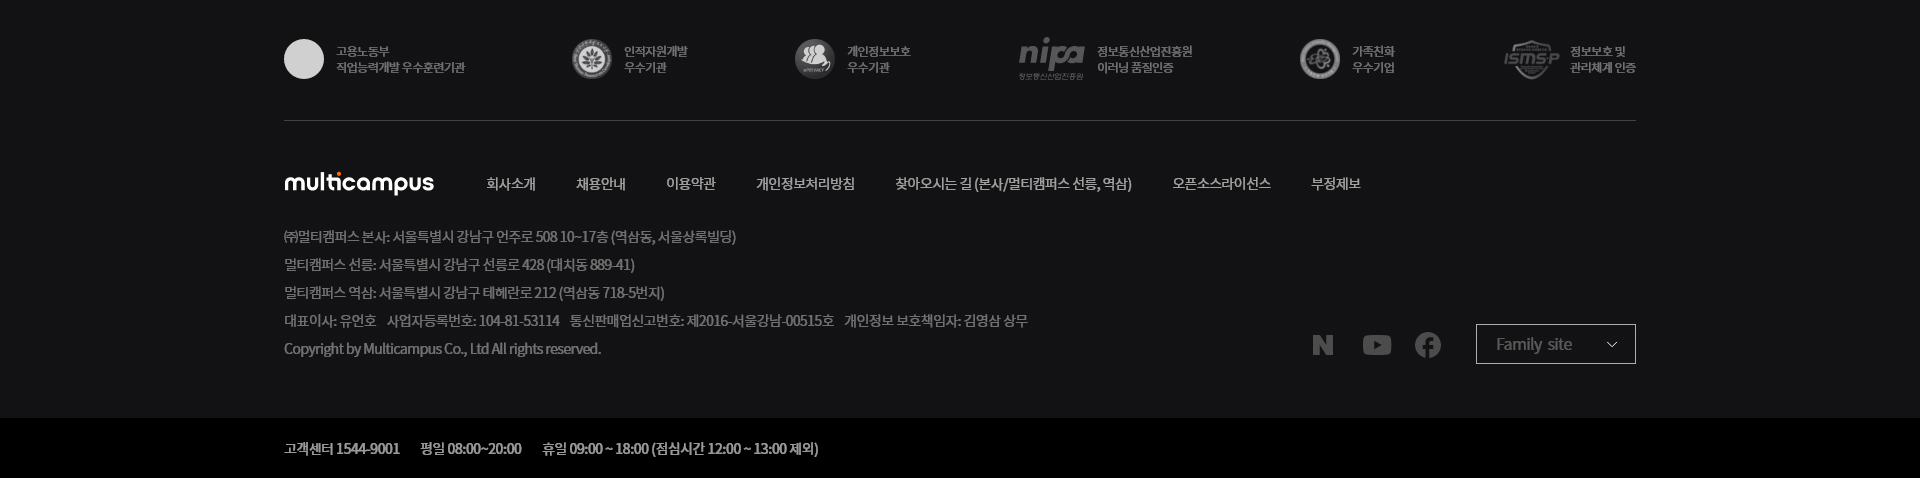 고용노동부
직업능력개발 우수훈련기관
인적자원개발
우수기관
개인정보보호
우수기관
nipa
정보통신산업진흥원
정보통신산업진흥원
이러닝 품질인증
가족친화
우수기업
ISMS-P
정보보호 및
관리체계 인증
multicampus 회사소개 채용안내 이용약관 개인정보처리방침 찾아오시는 길 (본사/멀티캠퍼스 선릉, 역삼) 오픈소스라이선스 부정제보
㈜멀티캠퍼스 본사: 서울특별시 강남구 언주로 508 10~17층 (역삼동, 서울상록빌딩)
멀티캠퍼스 선릉: 서울특별시 강남구 선릉로 428 (대치동 889-41)
멀티캠퍼스 역삼: 서울특별시 강남구 테헤란로 212 (역삼동 718-5번지)
대표이사: 유언호 사업자등록번호: 104-81-53114 통신판매업신고번호: 제2016-서울강남-00515호 개인정보 보호책임자: 김영삼 상무
Copyright by Multicampus Co., Ltd All rights reserved.
Family site
고객센터 1544-9001 평일 08:00~20:00 휴일 09:00 ~ 18:00 (점심시간 12:00 ~ 13:00 제외)